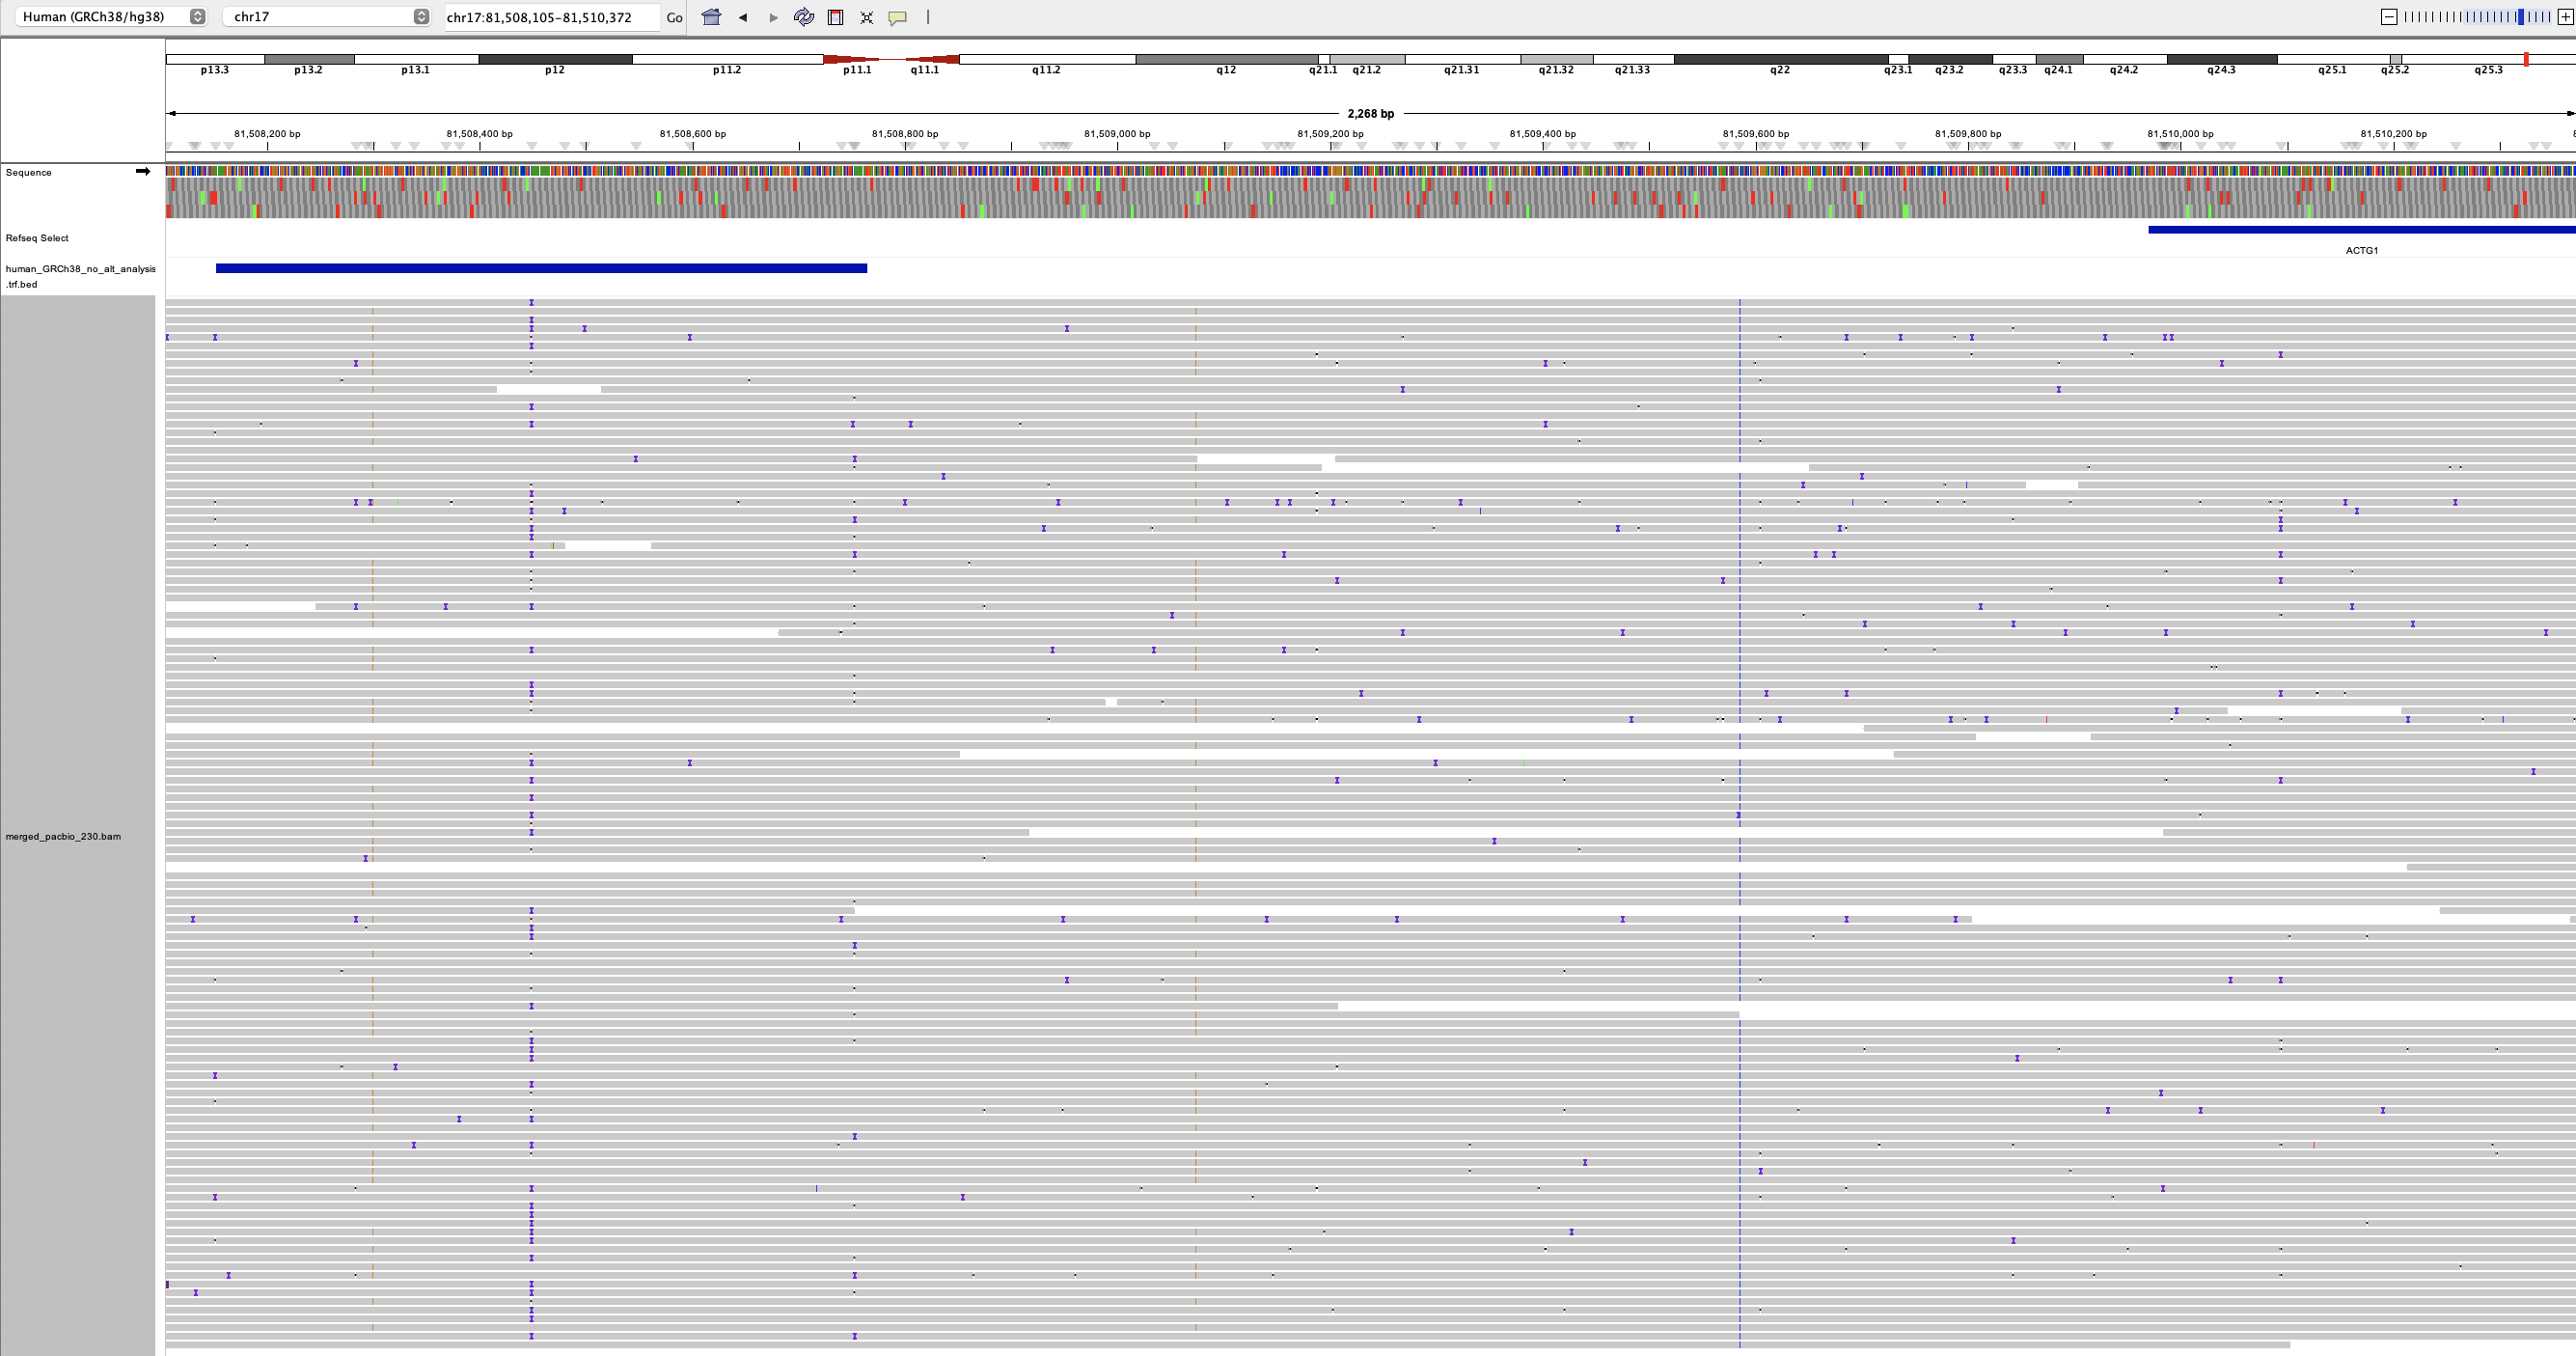 Human (GRCh38/hg38) chr17 chr17:81,508,105-81,510,372 Go
p13.3 p13.2 p13.1 p12 p11.2 p11.1 q11.1 q11.2 q12 q21.1 q21.2 q21.31 q21.32 q21.33 q22 q23.1 q23.2 q23.3 q24.1 q24.2 q24.3 q25.1 q25.2 q25.3
2,268 bp
81,508,200 bp 81,508,400 bp 81,508,600 bp 81,508,800 bp 81,509,000 bp 81,509,200 bp 81,509,400 bp 81,509,600 bp 81,509,800 bp 81,510,000 bp 81,510,200 bp
Sequence
Refseq Select
ACTG1
human_GRCh38_no_alt_analysis
.trf.bed
merged_pacbio_230.bam